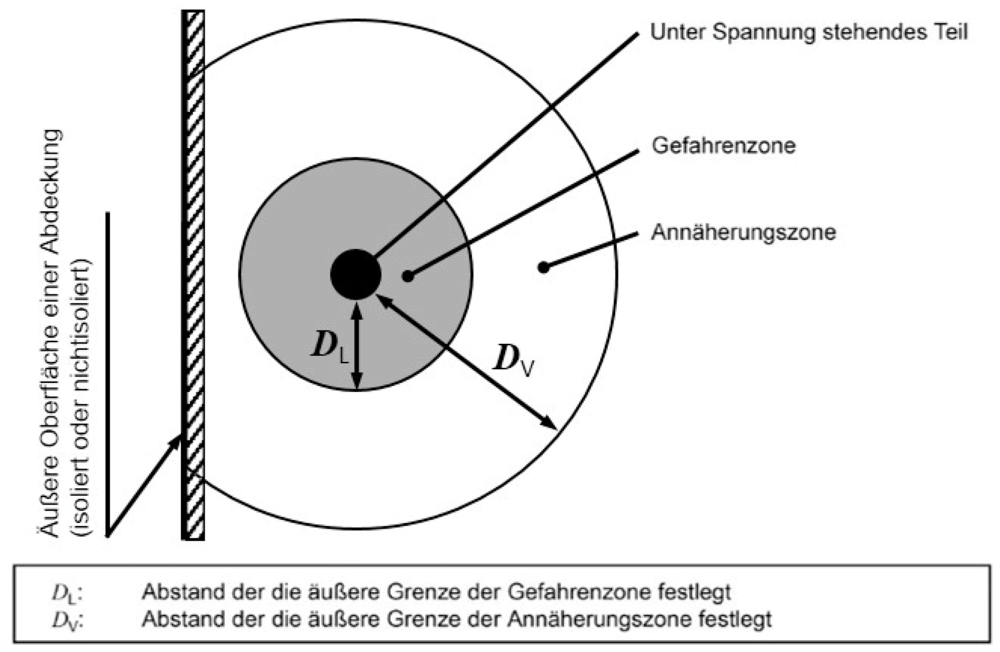 Unter Spannung stehendes Teil
Gefahrenzone
Annäherungszone
Äußere Oberfläche einer Abdeckung
(isoliert oder nichtisoliert)
DL
DV
DL: Abstand der die äußere Grenze der Gefahrenzone festlegt
DV: Abstand der die äußere Grenze der Annäherungszone festlegt